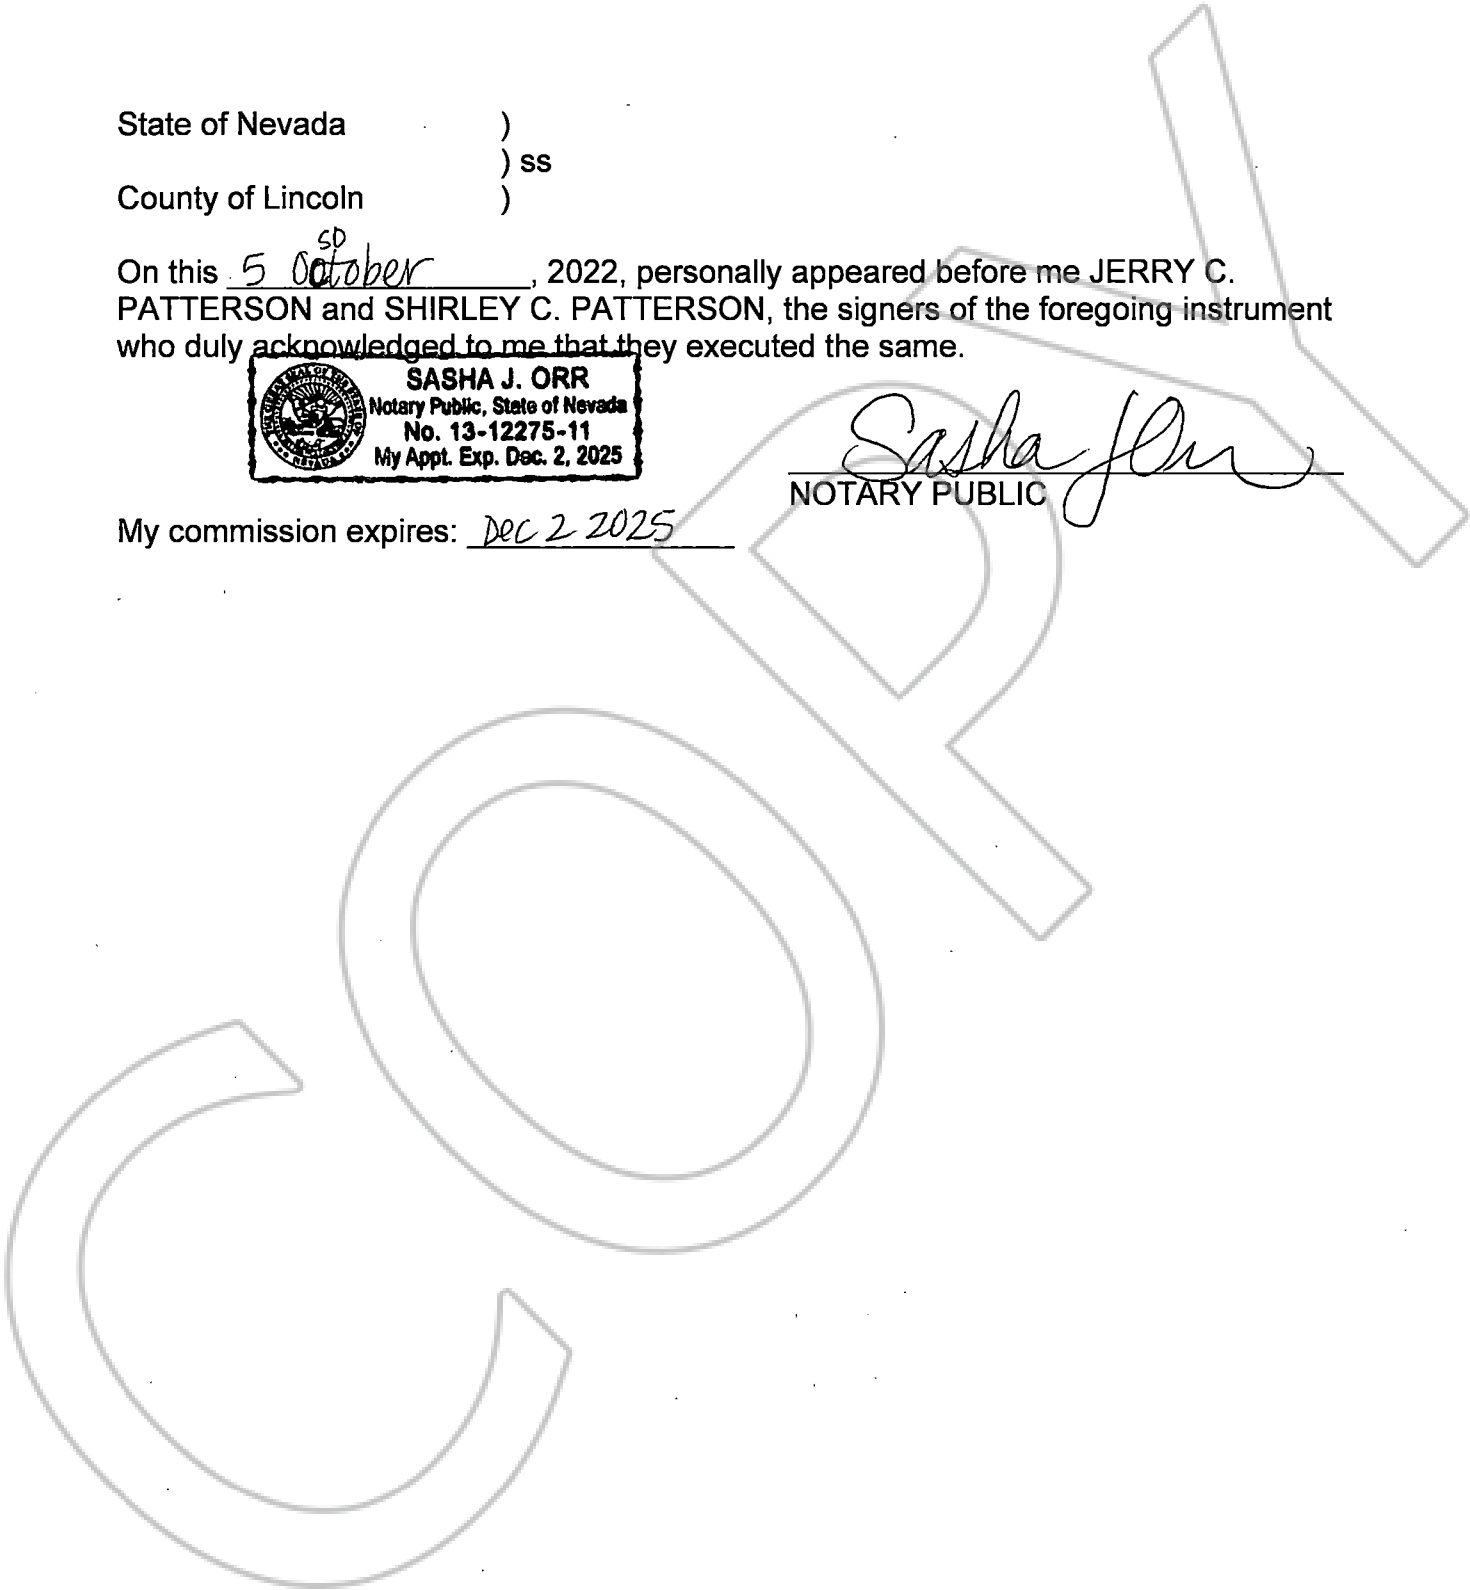 State of Nevada )
) ss
County of Lincoln )
SO
On this 5 October, 2022, personally appeared before me JERRY C.
PATTERSON and SHIRLEY C. PATTERSON, the signers of the foregoing instrument
who duly acknowledged to me that they executed the same.
SASHA J. ORR
Notary Public, State of Nevada
No. 13-12275-11
My Appt. Exp. Dec. 2, 2025
Sasha J Orr
NOTARY PUBLIC
My commission expires: Dec 2 2025
COPY